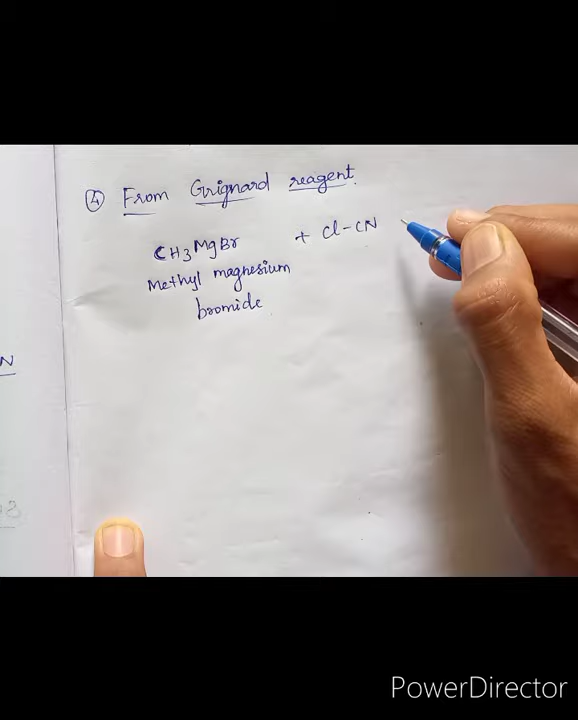 ④ From Grignard reagent.
CH3MgBr + Cl-CN
Methyl magnesium
bromide
N
PowerDirector